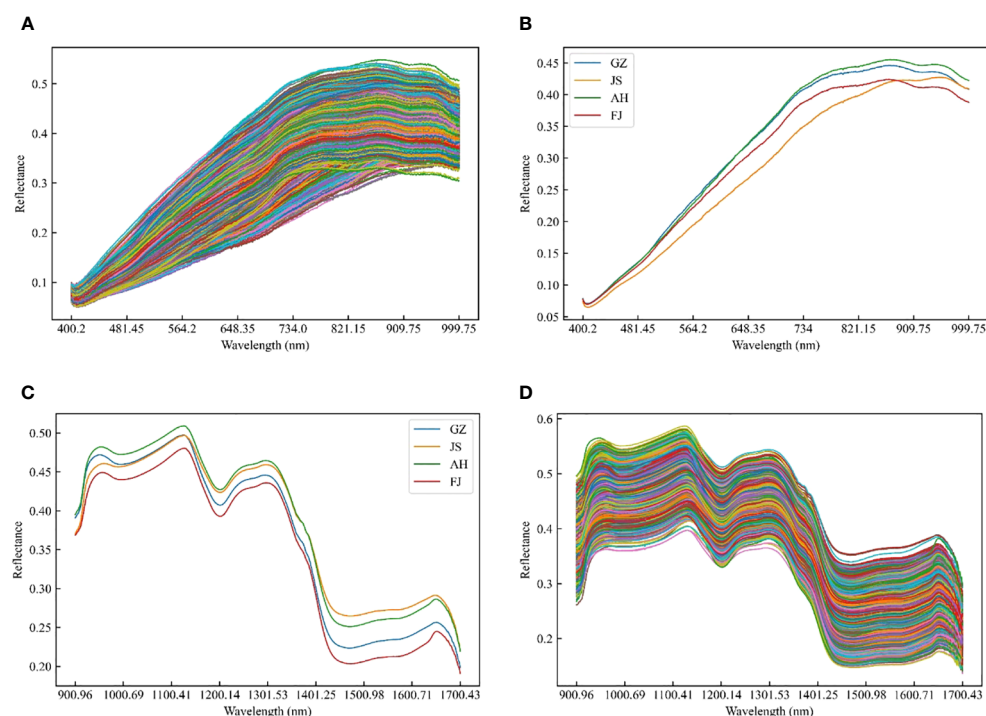 A
0.5
0.4
0.3
0.2
0.1
Reflectance
400.2 481.45 564.2 648.35 734.0 821.15 909.75 999.75
Wavelength (nm)
B
GZ
JS
AH
FJ
0.45
0.40
0.35
0.30
0.25
0.20
0.15
0.10
0.05
Reflectance
400.2 481.45 564.2 648.35 734 821.15 909.75 999.75
Wavelength (nm)
C
GZ
JS
AH
FJ
0.50
0.45
0.40
0.35
0.30
0.25
0.20
Reflectance
900.96 1000.69 1100.41 1200.14 1301.53 1401.25 1500.98 1600.71 1700.43
Wavelength (nm)
D
0.6
0.5
0.4
0.3
0.2
Reflectance
900.96 1000.69 1100.41 1200.14 1301.53 1401.25 1500.98 1600.71 1700.43
Wavelength (nm)